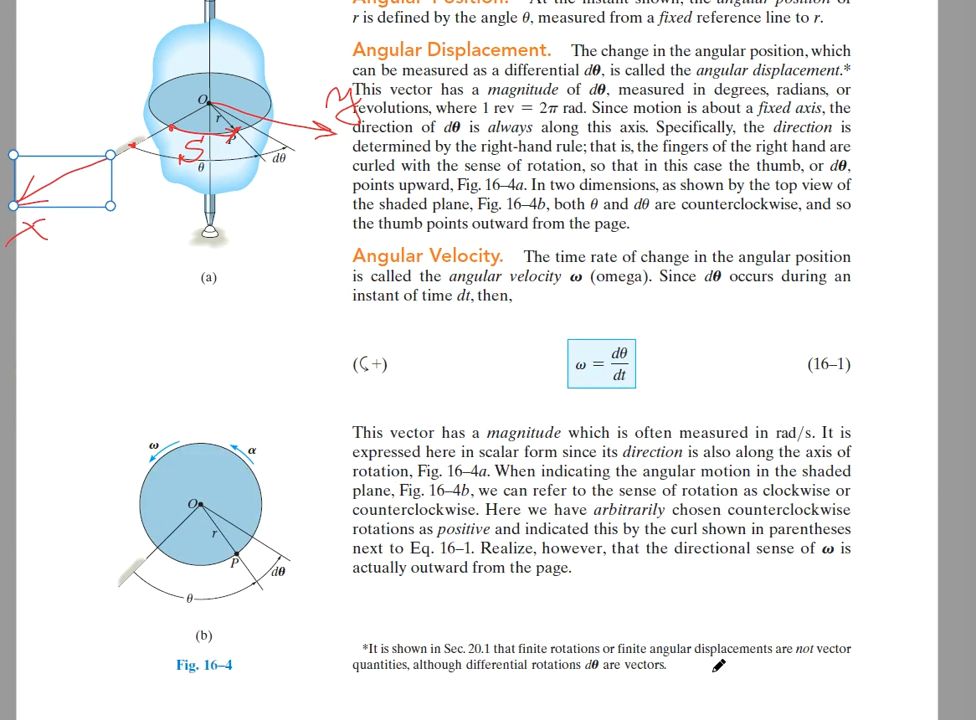 r is defined by the angle θ, measured from a fixed reference line to r.
Angular Displacement. The change in the angular position, which
can be measured as a differential dθ, is called the angular displacement.*
This vector has a magnitude of dθ, measured in degrees, radians, or
revolutions, where 1 rev = 2π rad. Since motion is about a fixed axis, the
direction of dθ is always along this axis. Specifically, the direction is
determined by the right-hand rule; that is, the fingers of the right hand are
curled with the sense of rotation, so that in this case the thumb, or dθ,
points upward, Fig. 16–4a. In two dimensions, as shown by the top view of
the shaded plane, Fig. 16–4b, both θ and dθ are counterclockwise, and so
the thumb points outward from the page.
Angular Velocity. The time rate of change in the angular position
is called the angular velocity ω (omega). Since dθ occurs during an
instant of time dt, then,
(↶+) ω = dθ/dt (16–1)
This vector has a magnitude which is often measured in rad/s. It is
expressed here in scalar form since its direction is also along the axis of
rotation, Fig. 16–4a. When indicating the angular motion in the shaded
plane, Fig. 16–4b, we can refer to the sense of rotation as clockwise or
counterclockwise. Here we have arbitrarily chosen counterclockwise
rotations as positive and indicated this by the curl shown in parentheses
next to Eq. 16–1. Realize, however, that the directional sense of ω is
actually outward from the page.
*It is shown in Sec. 20.1 that finite rotations or finite angular displacements are not vector
quantities, although differential rotations dθ are vectors.
O
r
P
S
y
x
θ
dθ
(a)
ω
α
O
r
P
dθ
θ
(b)
Fig. 16–4